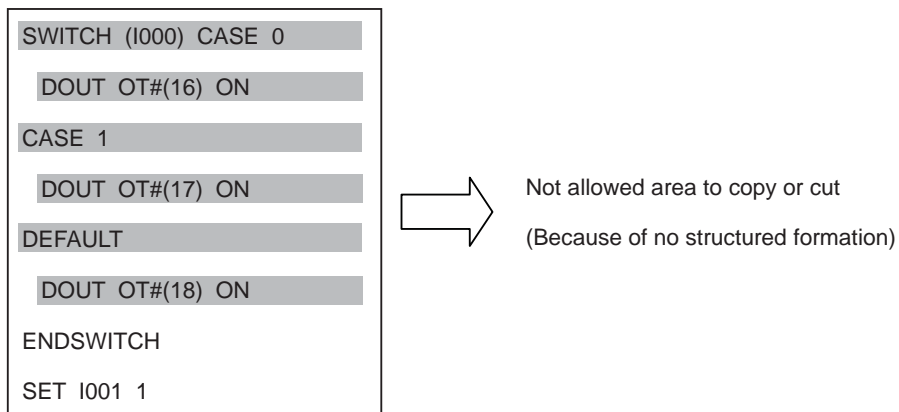 SWITCH (I000) CASE 0
DOUT OT#(16) ON
CASE 1
DOUT OT#(17) ON
DEFAULT
DOUT OT#(18) ON
ENDSWITCH
SET I001 1
Not allowed area to copy or cut
(Because of no structured formation)